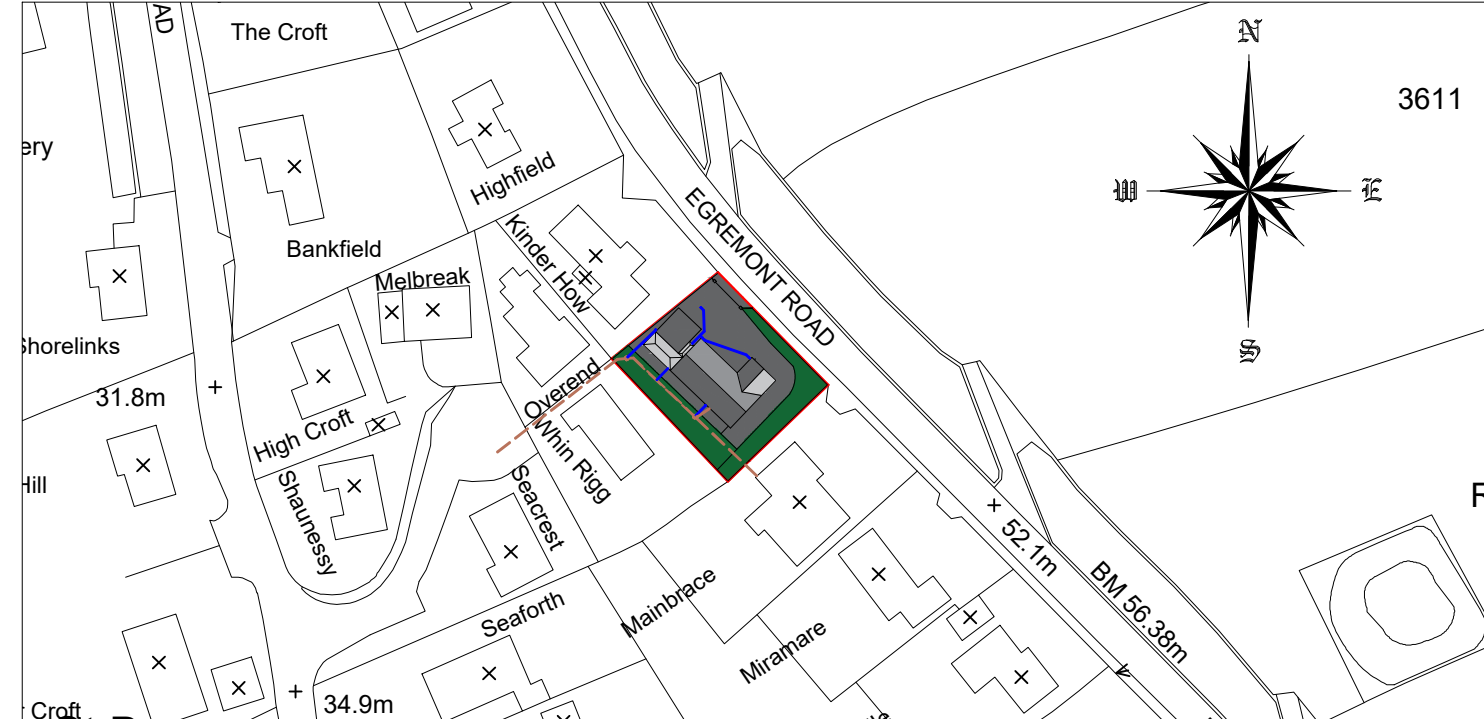 AD
The Croft
N
3611
ery
Highfield
EGREMONT ROAD
W
E
Bankfield
Kinder How
Melbreak
Shorelinks
S
31.8m
Overend
High Croft
Whin Rigg
Hill
Shaunessy
Seacrest
R
52.1m
BM 56.38m
Seaforth
Mainbrace
Miramare
34.9m
Croft